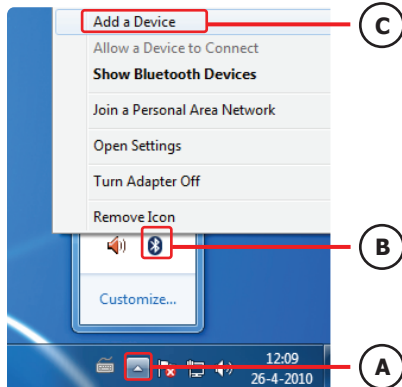 Add a Device
C
Allow a Device to Connect
Show Bluetooth Devices
Join a Personal Area Network
Open Settings
Turn Adapter Off
Remove Icon
B
Customize...
12:09
A
26-4-2010